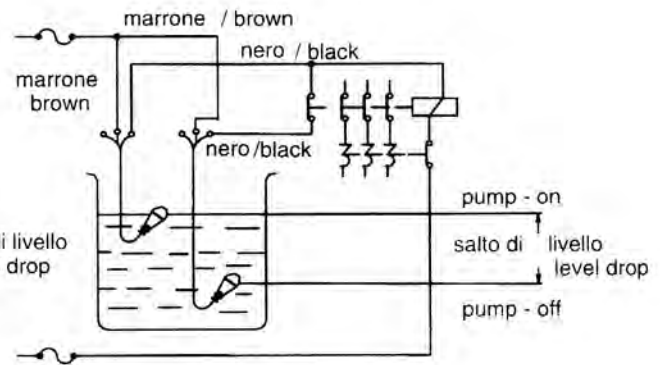 marrone / brown
nero / black
marrone
brown
nero /black
pump - on
i livello
drop
salto di livello
level drop
pump - off